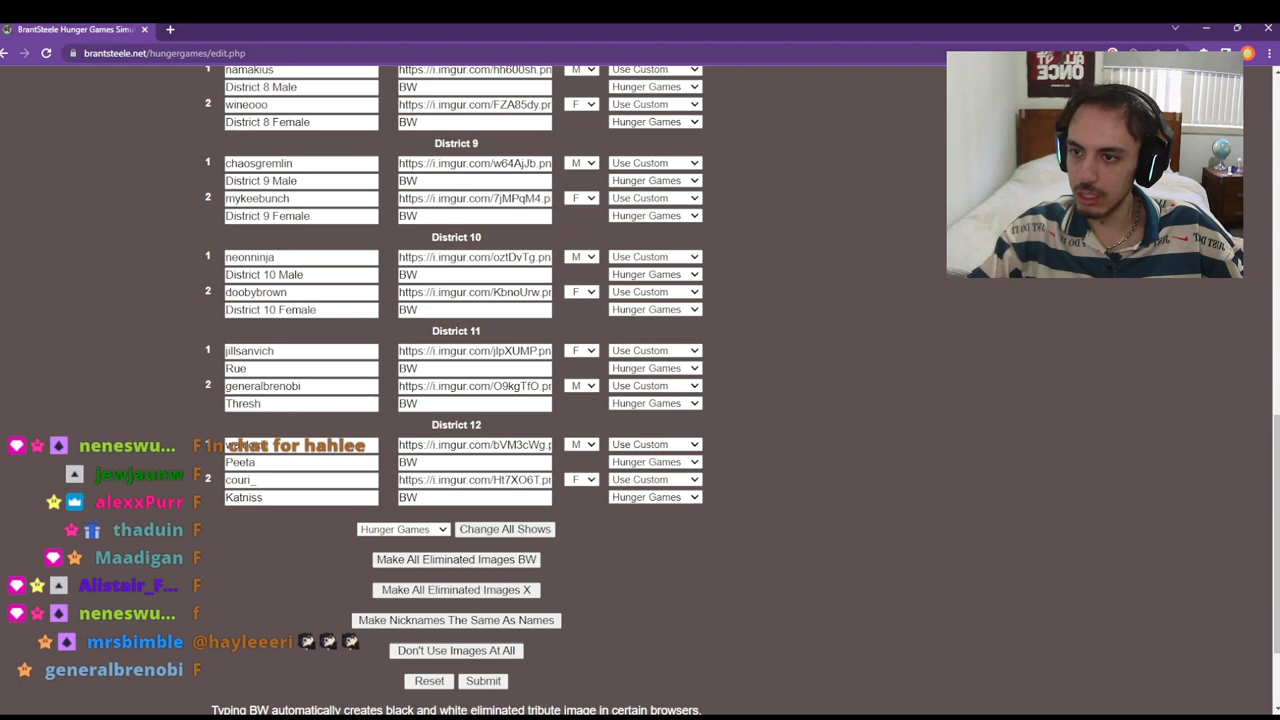 BrantSteele Hunger Games Simu
brantsteele.net/hungergames/edit.php
1 namakius https://i.imgur.com/hh600sh.pn M Use Custom
District 8 Male BW Hunger Games
2 wineooo https://i.imgur.com/FZA85dy.pr F Use Custom
District 8 Female BW Hunger Games
District 9
1 chaosgremlin https://i.imgur.com/w64AjJb.pn M Use Custom
District 9 Male BW Hunger Games
2 mykeebunch https://i.imgur.com/7jMPqM4.p F Use Custom
District 9 Female BW Hunger Games
District 10
1 neonninja https://i.imgur.com/oztDvTg.pn M Use Custom
District 10 Male BW Hunger Games
2 doobybrown https://i.imgur.com/KbnoUrw.pr F Use Custom
District 10 Female BW Hunger Games
District 11
1 jillsanvich https://i.imgur.com/jlpXUMP.pn F Use Custom
Rue BW Hunger Games
2 generalbrenobi https://i.imgur.com/O9kgTfO.p M Use Custom
Thresh BW Hunger Games
District 12
https://i.imgur.com/bVM3cWg.p M Use Custom
Peeta BW Hunger Games
2 couri_ https://i.imgur.com/Ht7XO6T.p F Use Custom
Katniss BW Hunger Games
Hunger Games Change All Shows
Make All Eliminated Images BW
Make All Eliminated Images X
Make Nicknames The Same As Names
Don't Use Images At All
Reset Submit
Typing BW automatically creates black and white eliminated tribute image in certain browsers.
neneswu... F in chat for hahlee
jewjaunw F
alexxPurr F
thaduin F
Maadigan F
Alistair_F... F
neneswu... f
mrsbimble @hayleeeri
generalbrenobi F
ONCE
JUST DO IT